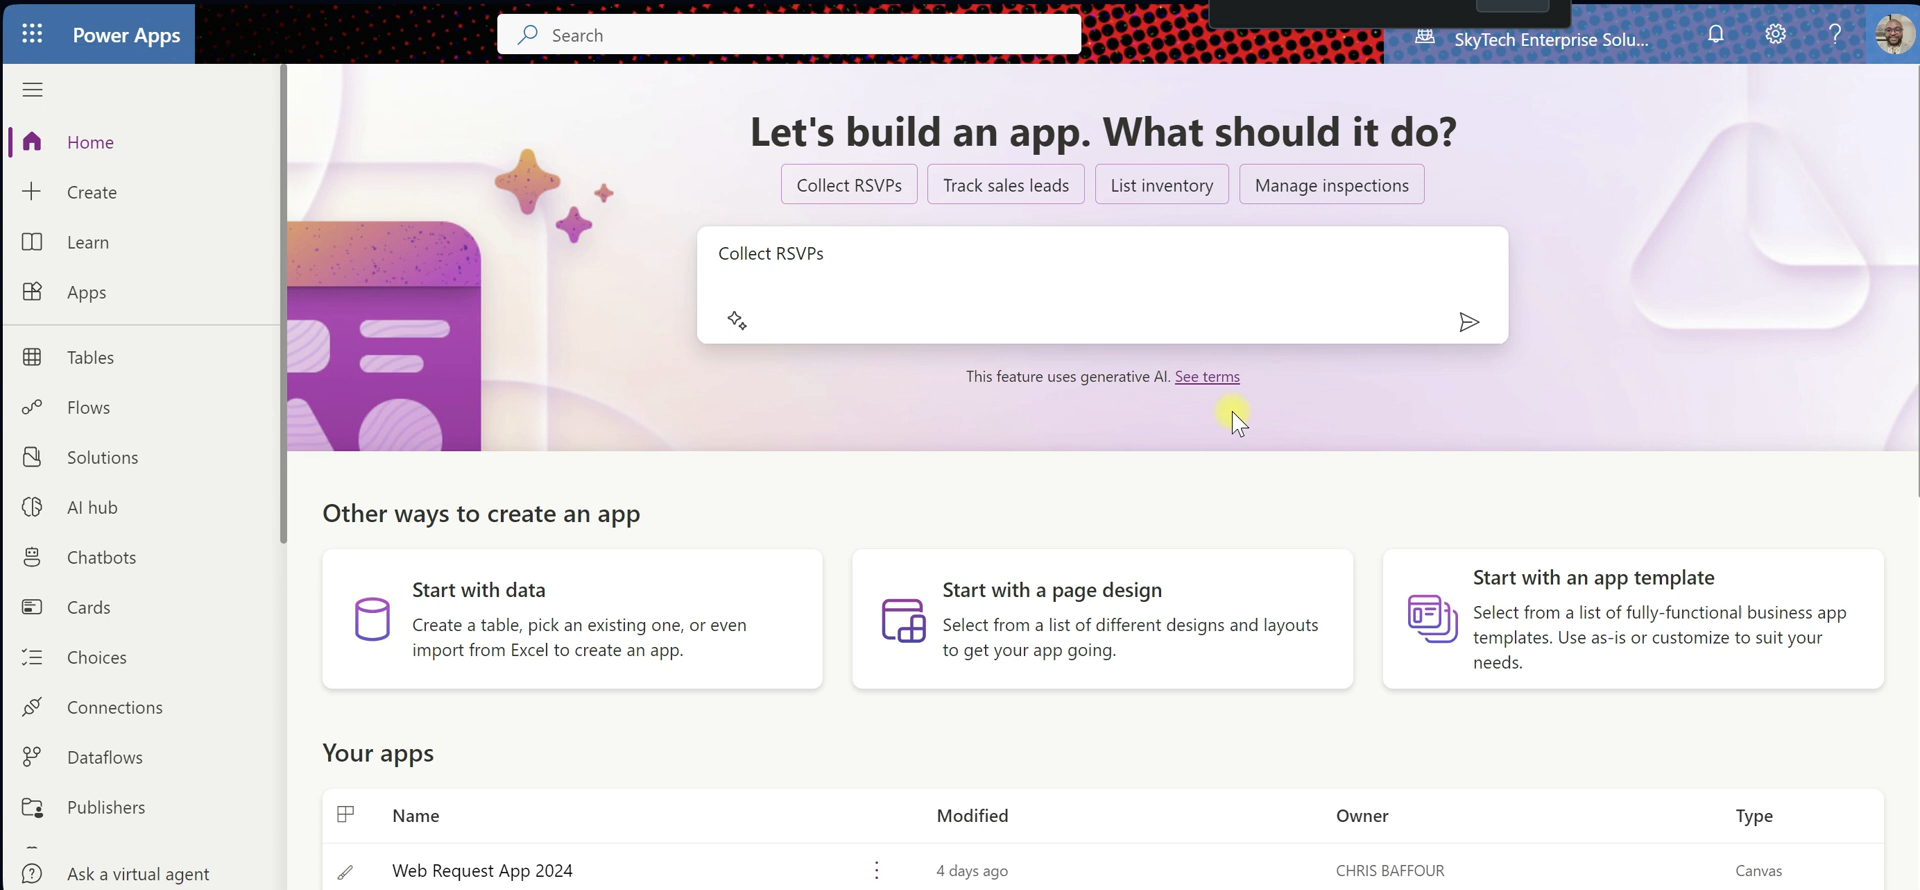 Power Apps
Search
SkyTech Enterprise Solu...
?
Home
Create
Learn
Apps
Tables
Flows
Solutions
AI hub
Chatbots
Cards
Choices
Connections
Dataflows
Publishers
Ask a virtual agent
Let's build an app. What should it do?
Collect RSVPs
Track sales leads
List inventory
Manage inspections
Collect RSVPs
This feature uses generative AI. See terms
Other ways to create an app
Start with data
Create a table, pick an existing one, or even
import from Excel to create an app.
Start with a page design
Select from a list of different designs and layouts
to get your app going.
Start with an app template
Select from a list of fully-functional business app
templates. Use as-is or customize to suit your
needs.
Your apps
Name Modified Owner Type
Web Request App 2024 4 days ago CHRIS BAFFOUR Canvas